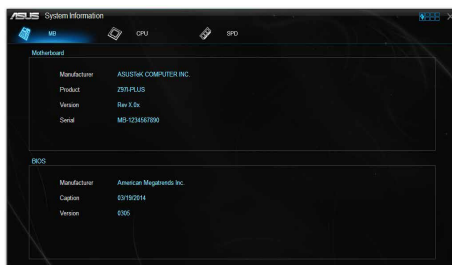 ASUS System Information
MB CPU SPD
Motherboard
Manufacturer ASUSTeK COMPUTER INC.
Product Z97I-PLUS
Version Rev X.0x
Serial MB-1234567890
BIOS
Manufacturer American Megatrends Inc.
Caption 03/19/2014
Version 0305